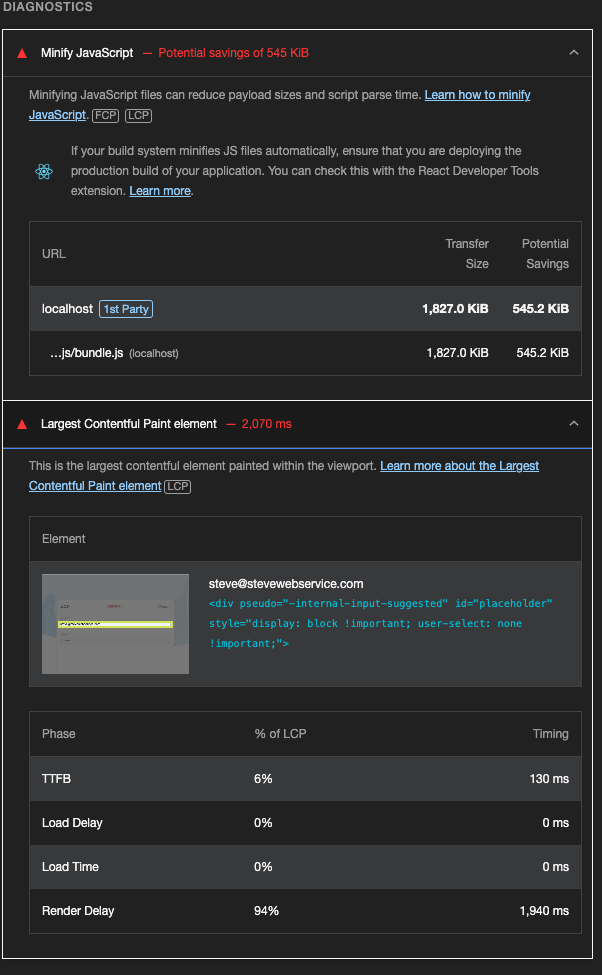 DIAGNOSTICS
Minify JavaScript — Potential savings of 545 KiB
Minifying JavaScript files can reduce payload sizes and script parse time. Learn how to minify
JavaScript. FCP LCP
If your build system minifies JS files automatically, ensure that you are deploying the
production build of your application. You can check this with the React Developer Tools
extension. Learn more.
URL Transfer Size Potential Savings
localhost 1st Party 1,827.0 KiB 545.2 KiB
…js/bundle.js (localhost) 1,827.0 KiB 545.2 KiB
Largest Contentful Paint element — 2,070 ms
This is the largest contentful element painted within the viewport. Learn more about the Largest
Contentful Paint element LCP
Element
steve@stevewebservice.com
<div pseudo="-internal-input-suggested" id="placeholder"
style="display: block !important; user-select: none
!important;">
Phase % of LCP Timing
TTFB 6% 130 ms
Load Delay 0% 0 ms
Load Time 0% 0 ms
Render Delay 94% 1,940 ms